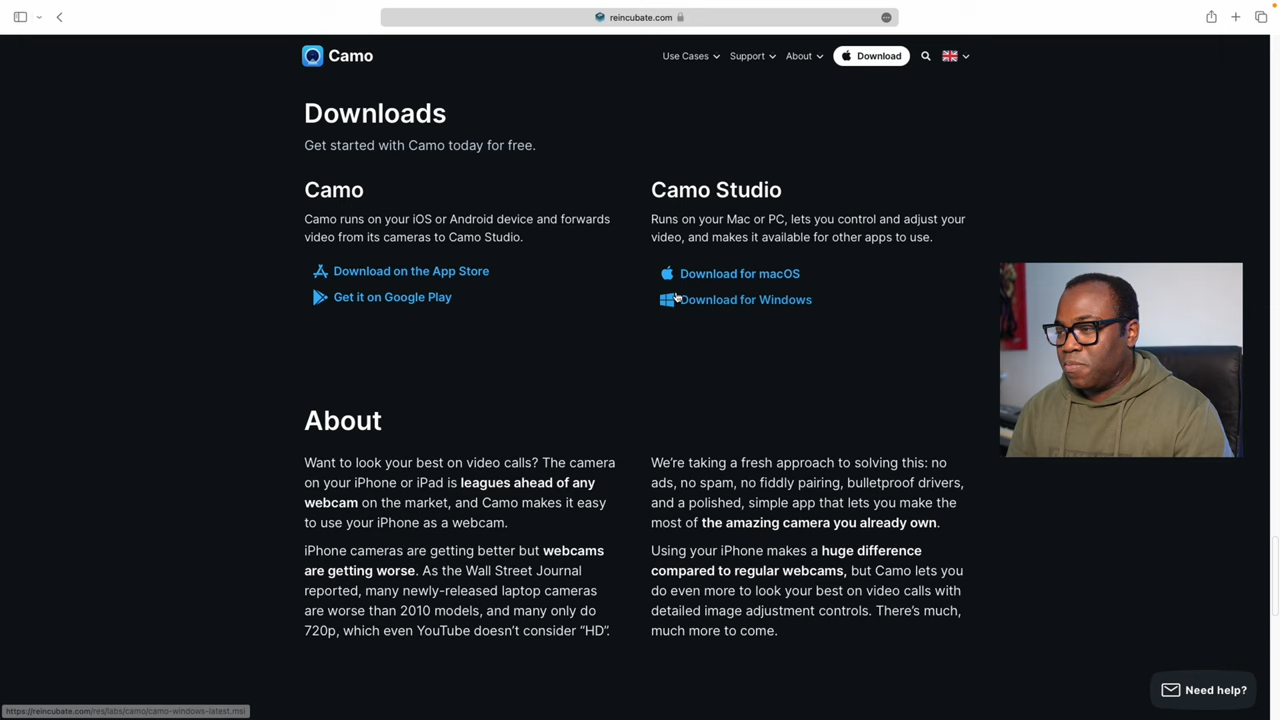 reincubate.com
Camo
Use Cases
Support
About
Download
Downloads
Get started with Camo today for free.
Camo
Camo runs on your iOS or Android device and forwards
video from its cameras to Camo Studio.
Download on the App Store
Get it on Google Play
Camo Studio
Runs on your Mac or PC, lets you control and adjust your
video, and makes it available for other apps to use.
Download for macOS
Download for Windows
About
Want to look your best on video calls? The camera
on your iPhone or iPad is leagues ahead of any
webcam on the market, and Camo makes it easy
to use your iPhone as a webcam.
iPhone cameras are getting better but webcams
are getting worse. As the Wall Street Journal
reported, many newly-released laptop cameras
are worse than 2010 models, and many only do
720p, which even YouTube doesn’t consider “HD”.
We’re taking a fresh approach to solving this: no
ads, no spam, no fiddly pairing, bulletproof drivers,
and a polished, simple app that lets you make the
most of the amazing camera you already own.
Using your iPhone makes a huge difference
compared to regular webcams, but Camo lets you
do even more to look your best on video calls with
detailed image adjustment controls. There’s much,
much more to come.
Need help?
https://reincubate.com/res/labs/camo/camo-windows-latest.msi